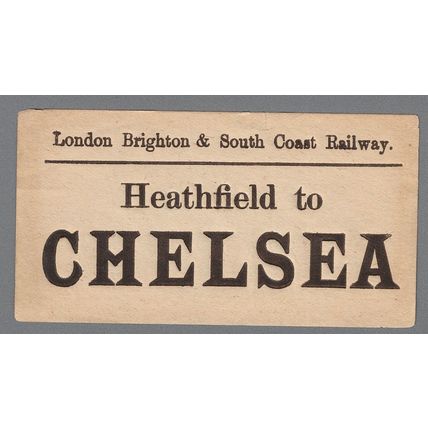 London Brighton & South Coast Railway.
Heathfield to
CHELSEA